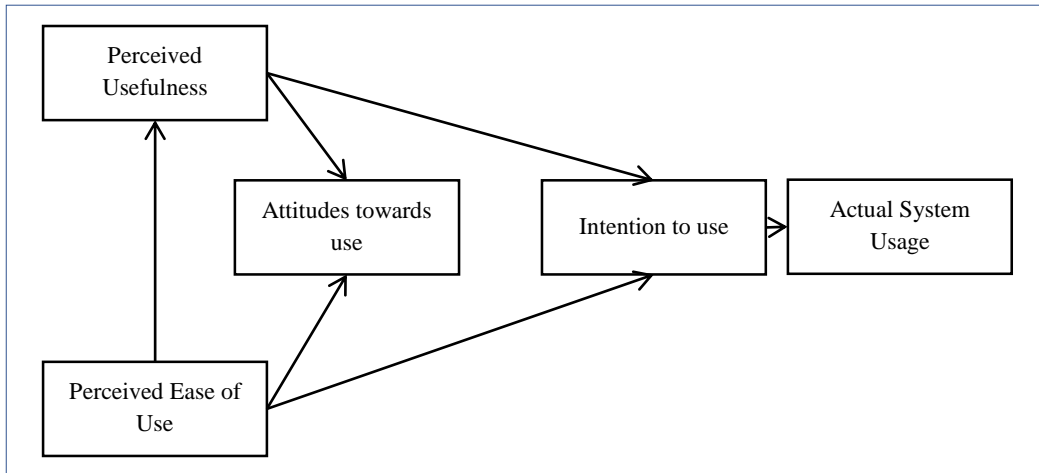 Perceived
Usefulness
Attitudes towards
use
Intention to use
Actual System
Usage
Perceived Ease of
Use